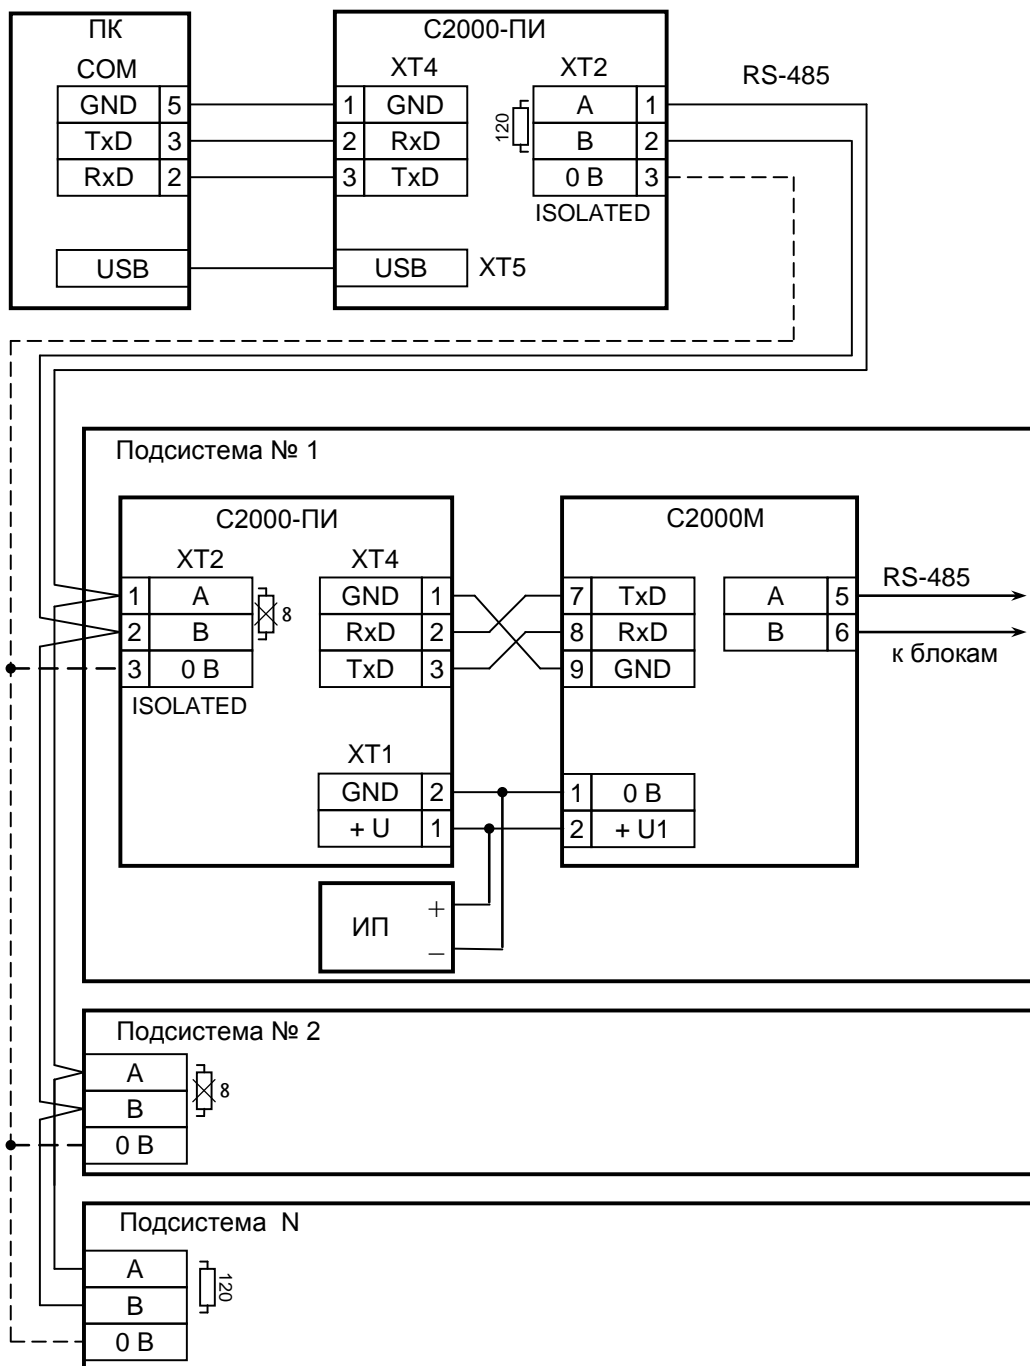 ПК
COM
GND 5
TxD 3
RxD 2
USB
С2000-ПИ
XT4
1 GND
2 RxD
3 TxD
USB XT5
120
XT2
A 1
B 2
0 B 3
ISOLATED
RS-485
Подсистема № 1
С2000-ПИ
XT2
1 A
2 B
3 0 B
ISOLATED
8
XT4
GND 1
RxD 2
TxD 3
XT1
GND 2
+ U 1
С2000М
7 TxD
8 RxD
9 GND
1 0 B
2 + U1
A 5
B 6
RS-485
к блокам
ИП
+
–
Подсистема № 2
A
B
0 B
8
Подсистема N
A
B
0 B
120